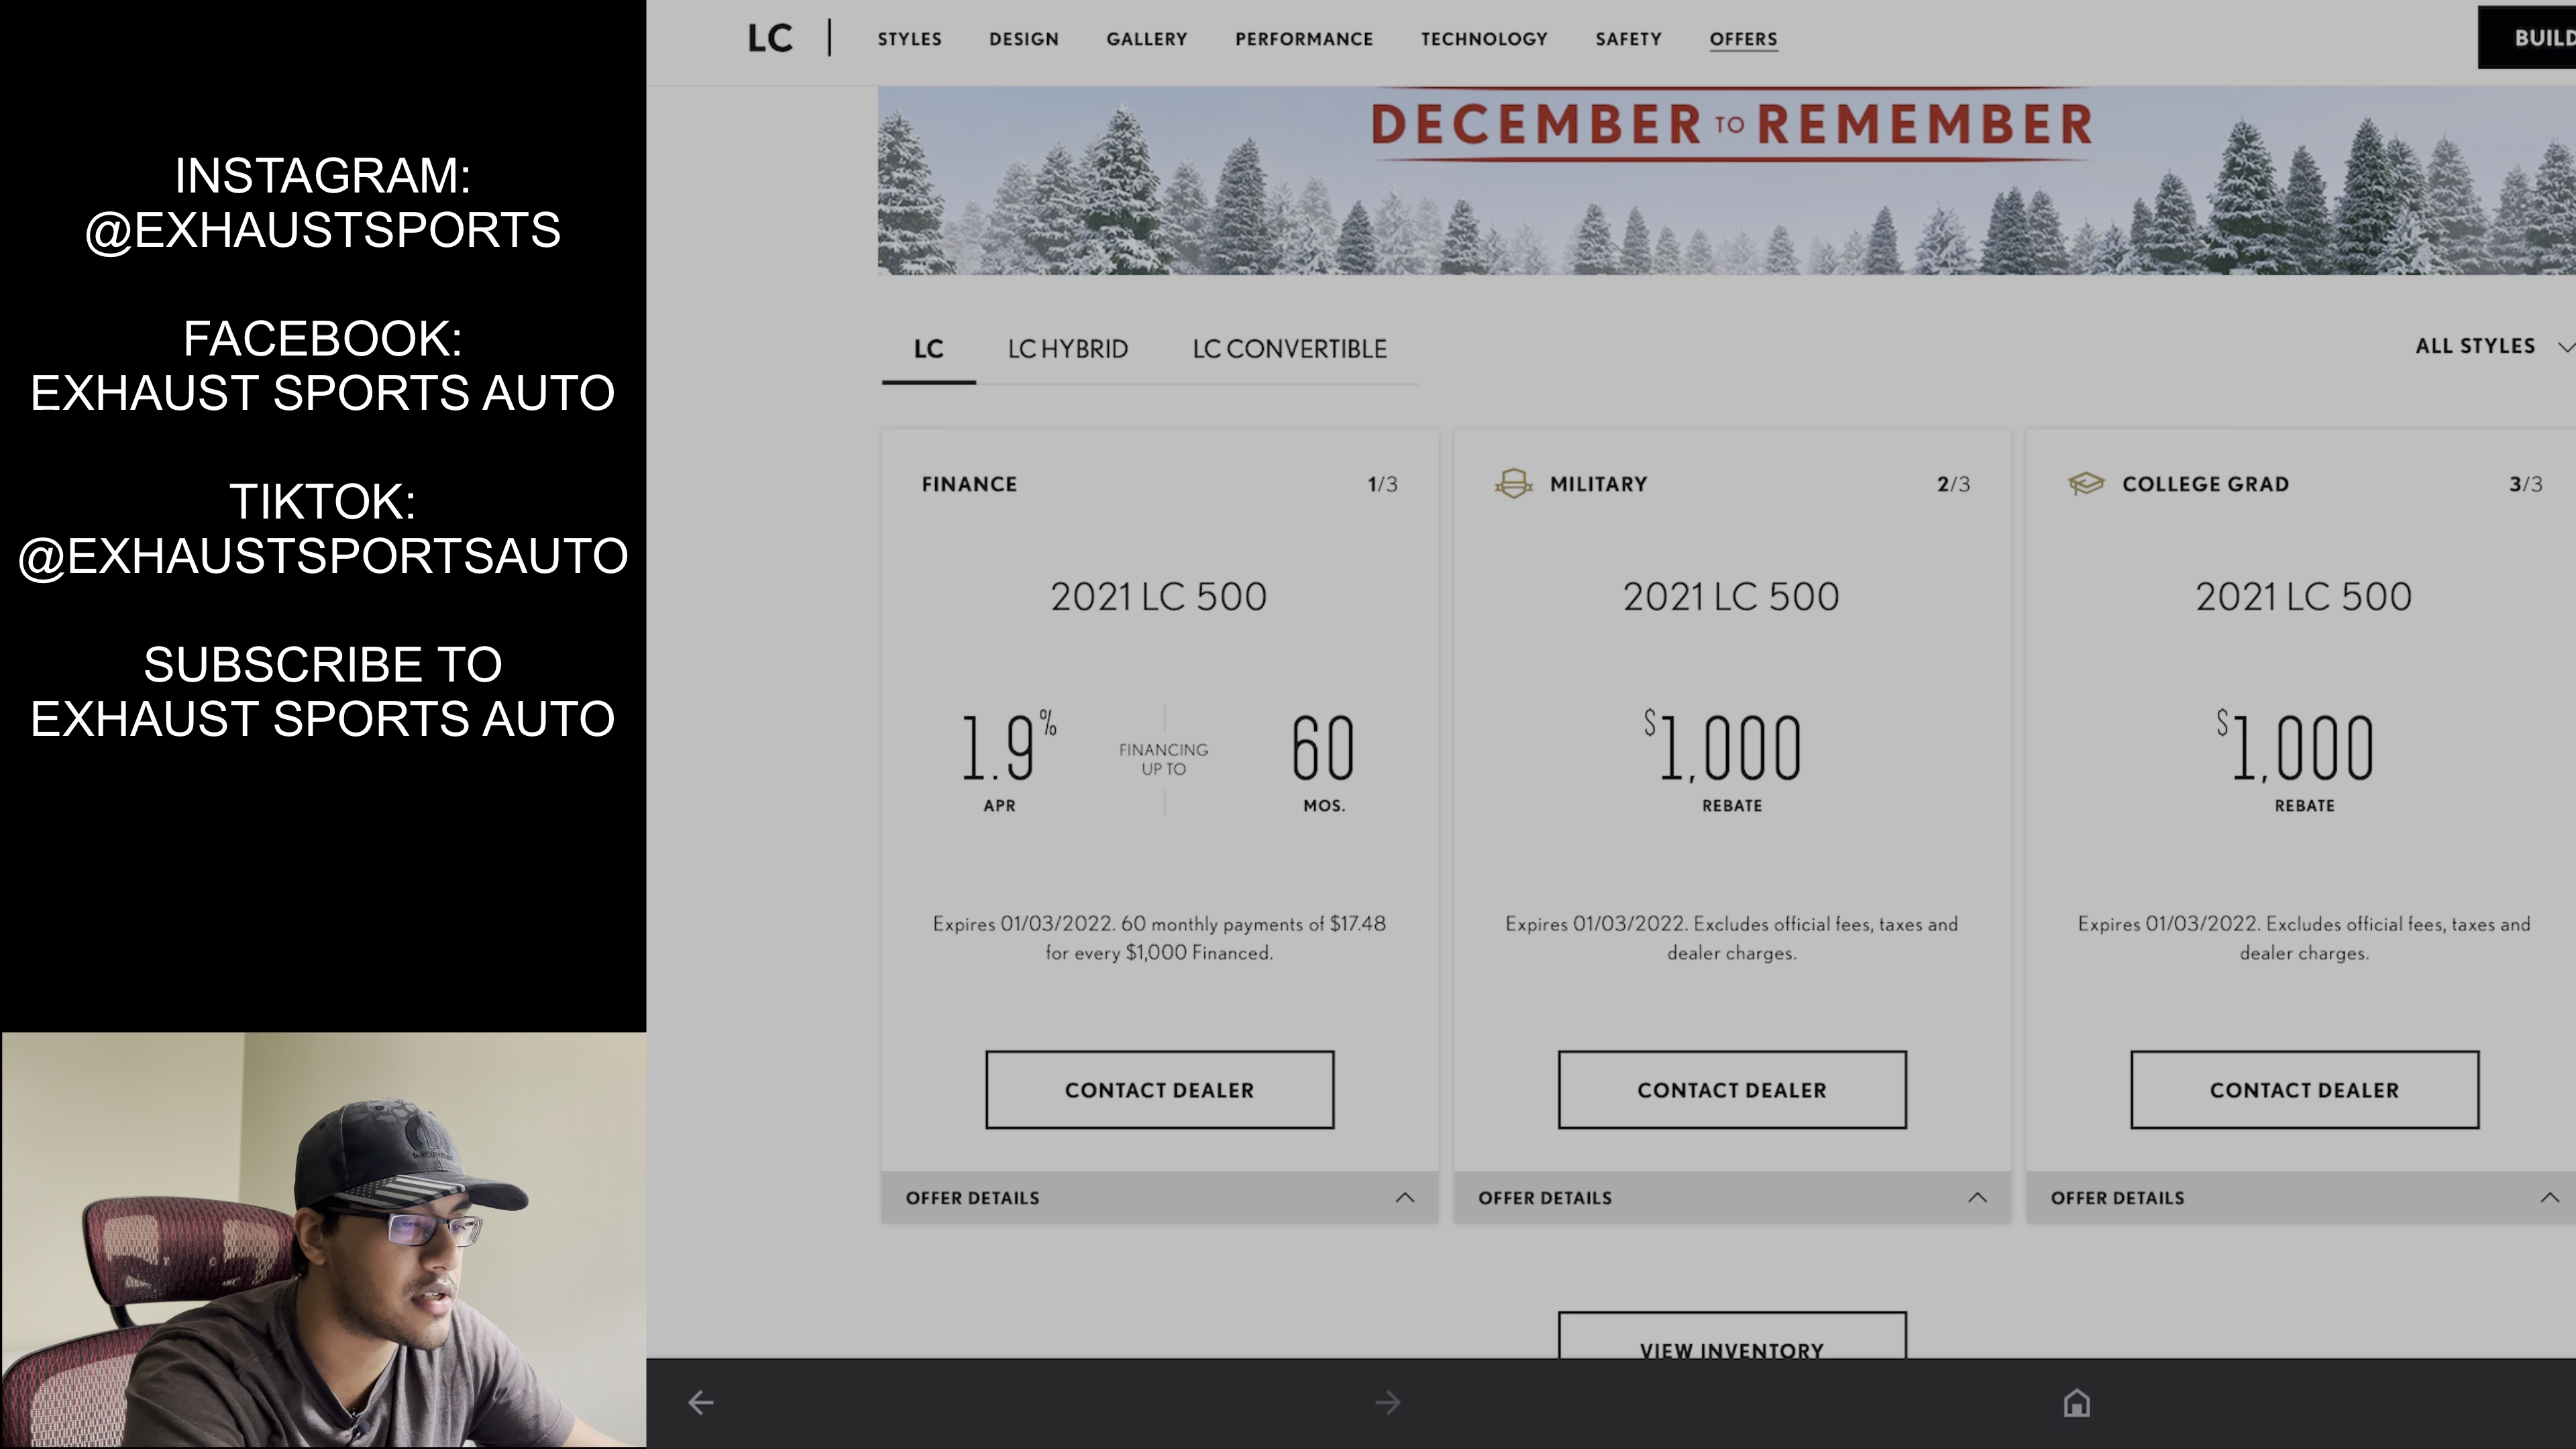 INSTAGRAM:
@EXHAUSTSPORTS
FACEBOOK:
EXHAUST SPORTS AUTO
TIKTOK:
@EXHAUSTSPORTSAUTO
SUBSCRIBE TO
EXHAUST SPORTS AUTO
LC
STYLES
DESIGN
GALLERY
PERFORMANCE
TECHNOLOGY
SAFETY
OFFERS
BUILD
DECEMBER TO REMEMBER
LC
LC HYBRID
LC CONVERTIBLE
ALL STYLES
FINANCE
1/3
2021 LC 500
1.9%
APR
FINANCING
UP TO
60
MOS.
Expires 01/03/2022. 60 monthly payments of $17.48
for every $1,000 Financed.
CONTACT DEALER
OFFER DETAILS
MILITARY
2/3
2021 LC 500
$1,000
REBATE
Expires 01/03/2022. Excludes official fees, taxes and
dealer charges.
CONTACT DEALER
OFFER DETAILS
COLLEGE GRAD
3/3
2021 LC 500
$1,000
REBATE
Expires 01/03/2022. Excludes official fees, taxes and
dealer charges.
CONTACT DEALER
OFFER DETAILS
VIEW INVENTORY